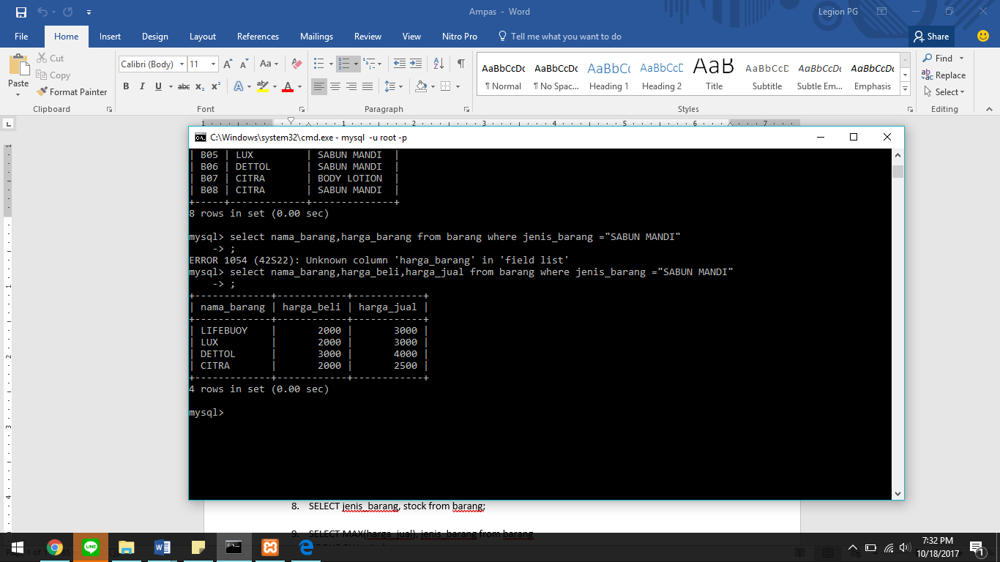 Ampas - Word
Legion PG
File Home Insert Design Layout References Mailings Review View Nitro Pro Tell me what you want to do Share
Paste
Cut
Copy
Format Painter
Calibri (Body) 11
AaBbCcDc AaBbCcDc AaBbCc AaBbCcD AaB AaBbCcD AaBbCcDc AaBbCcDc
¶ Normal ¶ No Spac... Heading 1 Heading 2 Title Subtitle Subtle Em... Emphasis
Find
Replace
Select
Clipboard Font Paragraph Styles Editing
C:\Windows\system32\cmd.exe - mysql -u root -p
| B05 | LUX | SABUN MANDI |
| B06 | DETTOL | SABUN MANDI |
| B07 | CITRA | BODY LOTION |
| B08 | CITRA | SABUN MANDI |
+-----+-------------+--------------+
8 rows in set (0.00 sec)
mysql> select nama_barang,harga_barang from barang where jenis_barang ="SABUN MANDI"
-> ;
ERROR 1054 (42S22): Unknown column 'harga_barang' in 'field list'
mysql> select nama_barang,harga_beli,harga_jual from barang where jenis_barang ="SABUN MANDI"
-> ;
+-------------+------------+------------+
| nama_barang | harga_beli | harga_jual |
+-------------+------------+------------+
| LIFEBUOY | 2000 | 3000 |
| LUX | 2000 | 3000 |
| DETTOL | 3000 | 4000 |
| CITRA | 2000 | 2500 |
+-------------+------------+------------+
4 rows in set (0.00 sec)
mysql>
8. SELECT jenis_barang, stock from barang;
9. SELECT MAX(harga_jual), jenis_barang from barang
7:32 PM
10/18/2017